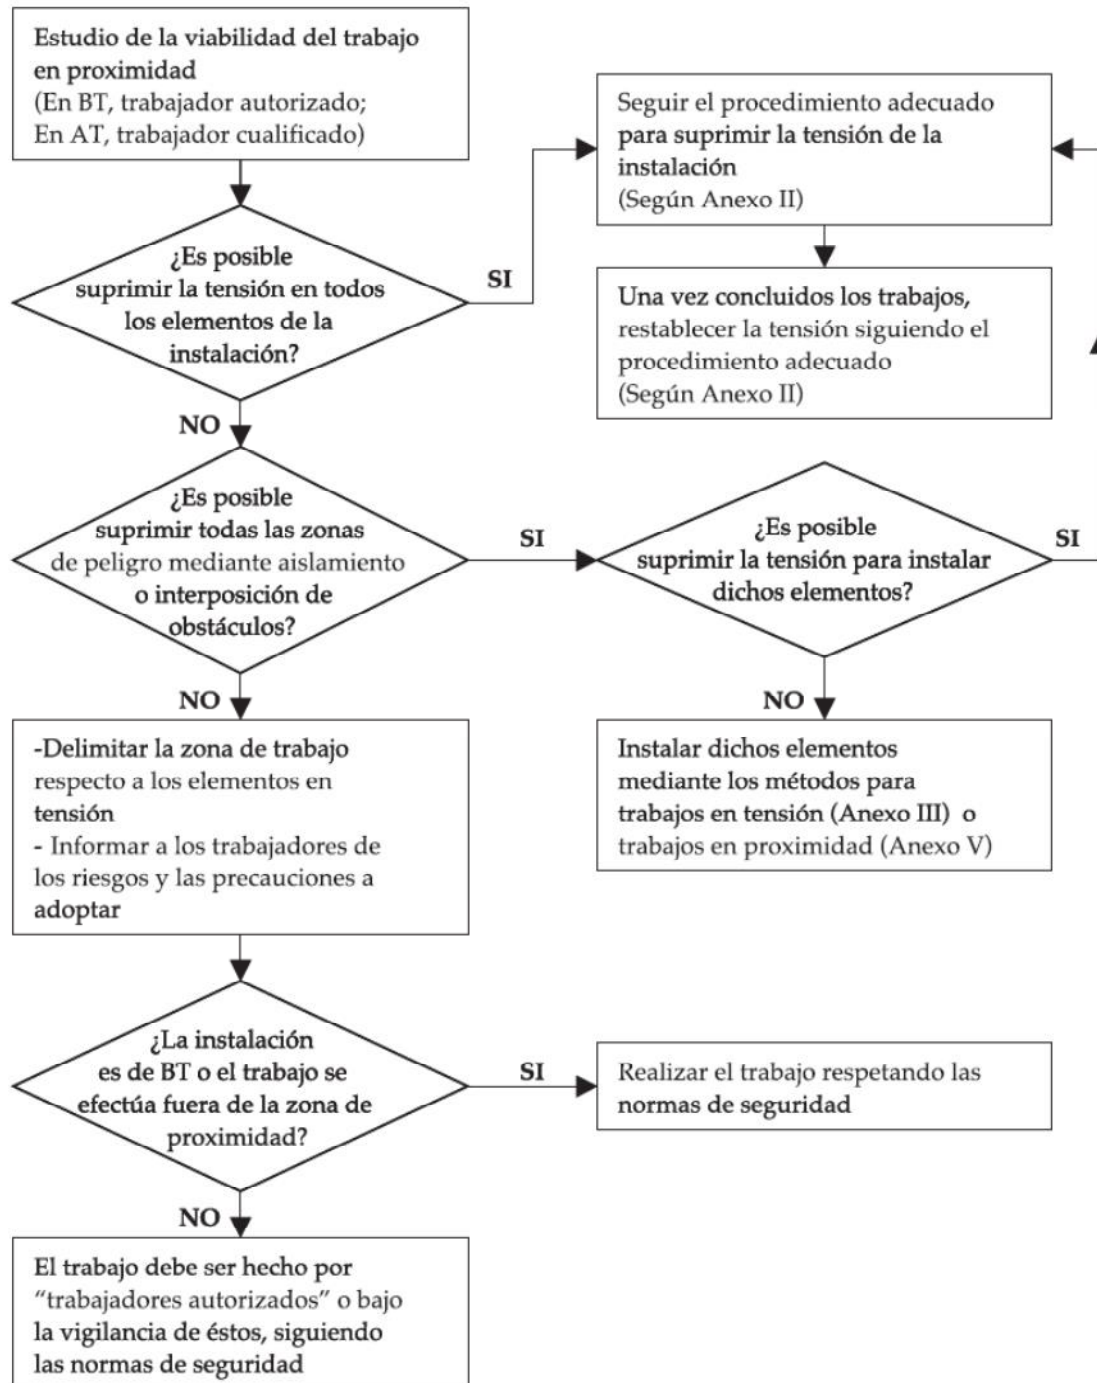 Estudio de la viabilidad del trabajo
en proximidad
(En BT, trabajador autorizado;
En AT, trabajador cualificado)
Seguir el procedimiento adecuado
para suprimir la tensión de la
instalación
(Según Anexo II)
¿Es posible
suprimir la tensión en todos
los elementos de la
instalación?
SI
Una vez concluidos los trabajos,
restablecer la tensión siguiendo el
procedimiento adecuado
(Según Anexo II)
NO
¿Es posible
suprimir todas las zonas
de peligro mediante aislamiento
o interposición de
obstáculos?
SI
¿Es posible
suprimir la tensión para instalar
dichos elementos?
SI
NO
-Delimitar la zona de trabajo
respecto a los elementos en
tensión
- Informar a los trabajadores de
los riesgos y las precauciones a
adoptar
NO
Instalar dichos elementos
mediante los métodos para
trabajos en tensión (Anexo III) o
trabajos en proximidad (Anexo V)
¿La instalación
es de BT o el trabajo se
efectúa fuera de la zona de
proximidad?
SI
Realizar el trabajo respetando las
normas de seguridad
NO
El trabajo debe ser hecho por
“trabajadores autorizados” o bajo
la vigilancia de éstos, siguiendo
las normas de seguridad